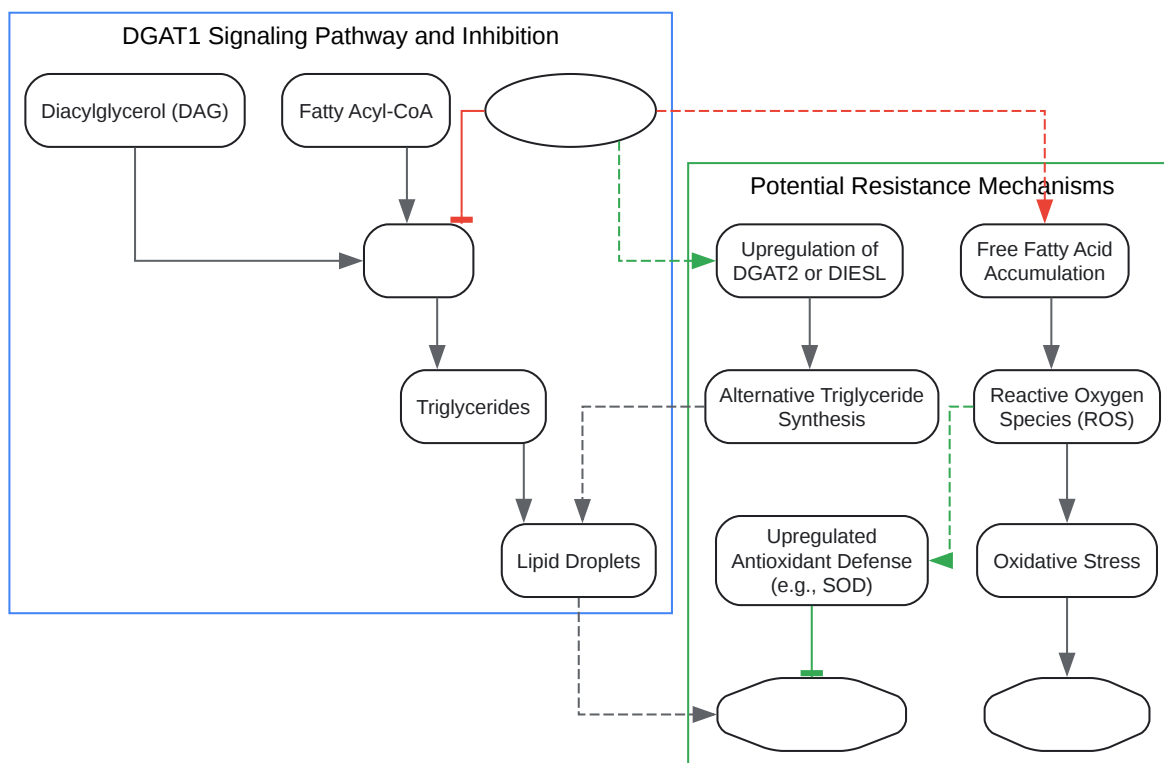 DGAT1 Signaling Pathway and Inhibition
Diacylglycerol (DAG)
Fatty Acyl-CoA
Potential Resistance Mechanisms
Upregulation of
DGAT2 or DIESL
Free Fatty Acid
Accumulation
Triglycerides
Alternative Triglyceride
Synthesis
Reactive Oxygen
Species (ROS)
Lipid Droplets
Upregulated
Antioxidant Defense
(e.g., SOD)
Oxidative Stress